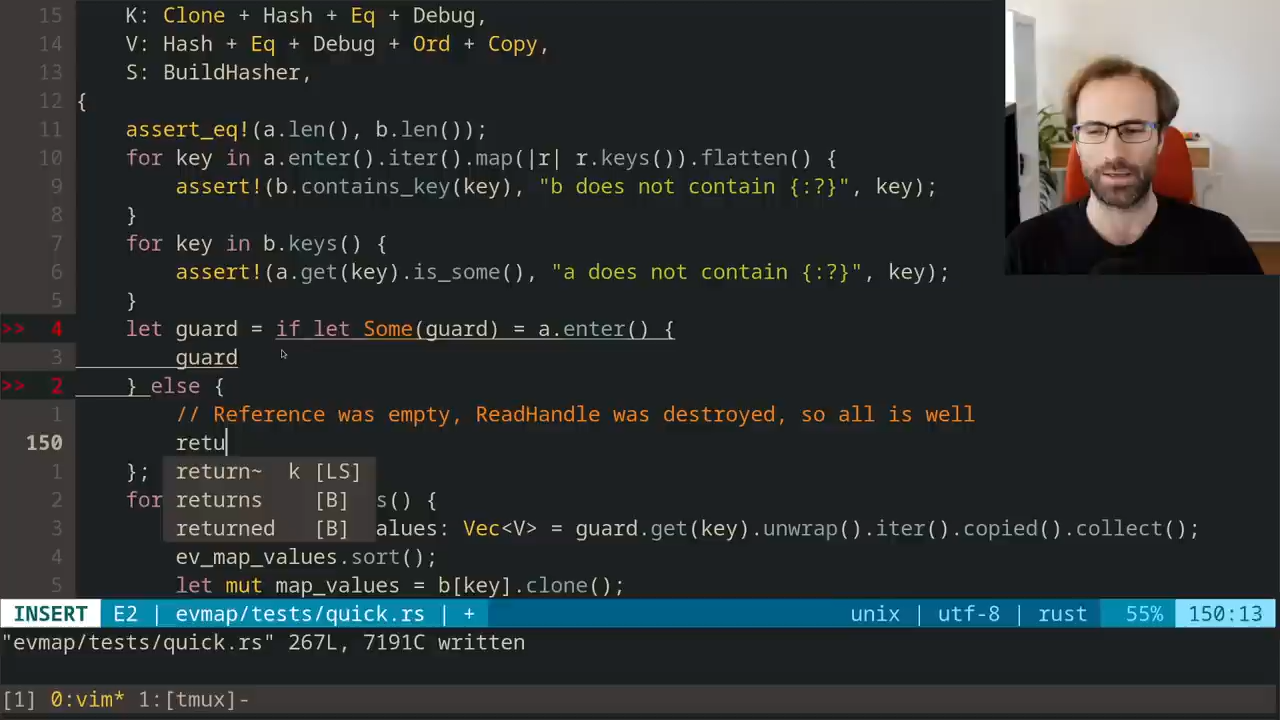 15 K: Clone + Hash + Eq + Debug,
14 V: Hash + Eq + Debug + Ord + Copy,
13 S: BuildHasher,
12 {
11 assert_eq!(a.len(), b.len());
10 for key in a.enter().iter().map(|r| r.keys()).flatten() {
9 assert!(b.contains_key(key), "b does not contain {:?}", key);
8 }
7 for key in b.keys() {
6 assert!(a.get(key).is_some(), "a does not contain {:?}", key);
5 }
>> 4 let guard = if let Some(guard) = a.enter() {
3 guard
>> 2 } else {
1 // Reference was empty, ReadHandle was destroyed, so all is well
150 retu
1 }; return~ k [LS]
2 for returns [B] s() {
3 returned [B] alues: Vec<V> = guard.get(key).unwrap().iter().copied().collect();
4 ev_map_values.sort();
5 let mut map_values = b[key].clone();
INSERT E2 | evmap/tests/quick.rs | + unix | utf-8 | rust 55% 150:13
"evmap/tests/quick.rs" 267L, 7191C written
[1] 0:vim* 1:[tmux]-